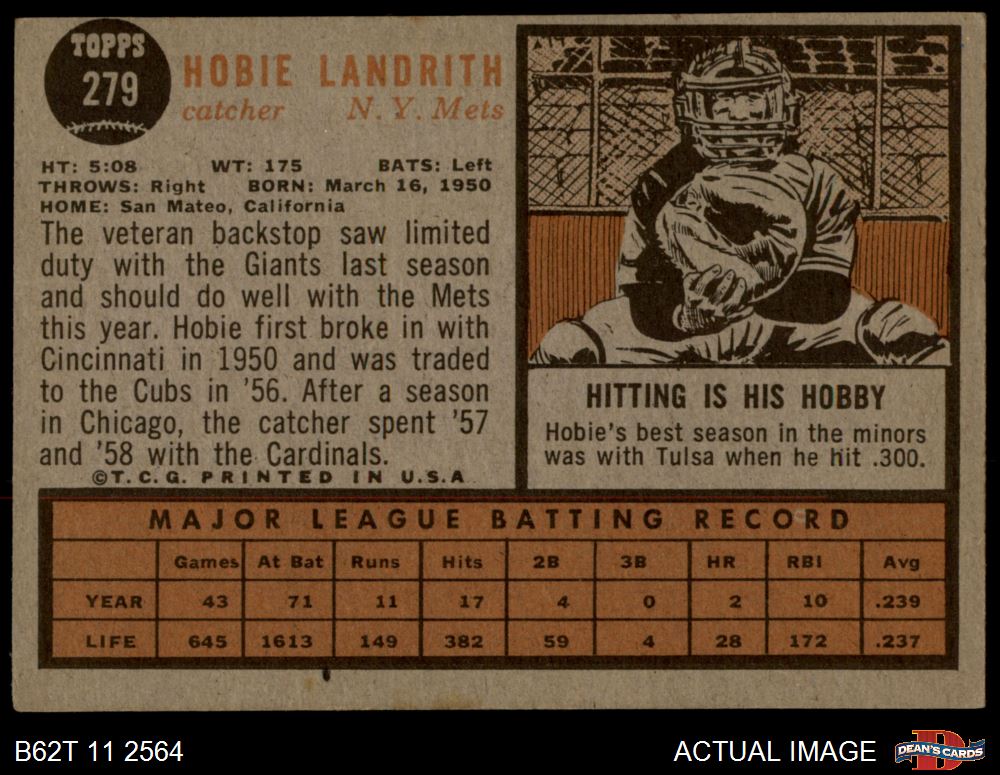 TOPPS
279
HOBIE LANDRITH
catcher N. Y. Mets
HT: 5:08 WT: 175 BATS: Left
THROWS: Right BORN: March 16, 1950
HOME: San Mateo, California
The veteran backstop saw limited
duty with the Giants last season
and should do well with the Mets
this year. Hobie first broke in with
Cincinnati in 1950 and was traded
to the Cubs in '56. After a season
in Chicago, the catcher spent '57
and '58 with the Cardinals.
©T.C.G. PRINTED IN U.S.A
HITTING IS HIS HOBBY
Hobie's best season in the minors
was with Tulsa when he hit .300.
MAJOR LEAGUE BATTING RECORD
Games At Bat Runs Hits 2B 3B HR RBI Avg
YEAR 43 71 11 17 4 0 2 10 .239
LIFE 645 1613 149 382 59 4 28 172 .237
B62T 11 2564 ACTUAL IMAGE DEAN'S CARDS